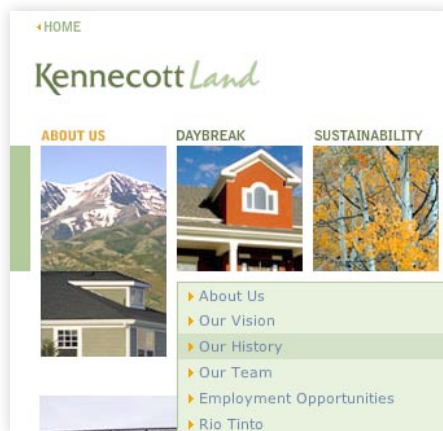 HOME
Kennecott Land
ABOUT US DAYBREAK SUSTAINABILITY
About Us
Our Vision
Our History
Our Team
Employment Opportunities
Rio Tinto